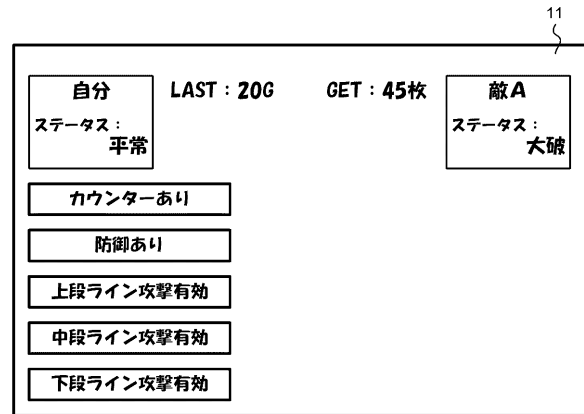 11
自分
ステータス：
平常
LAST：20G
GET：45枚
敵A
ステータス：
大破
カウンターあり
防御あり
上段ライン攻撃有効
中段ライン攻撃有効
下段ライン攻撃有効